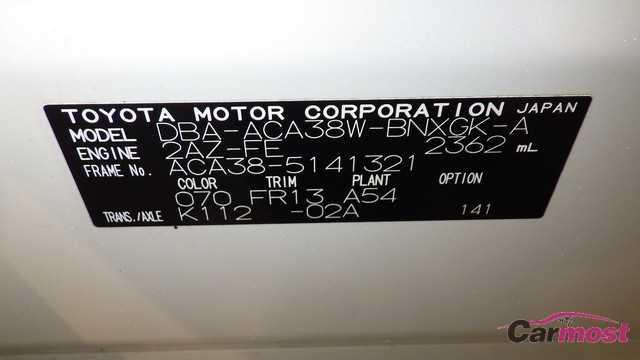 TOYOTA MOTOR CORPORATION JAPAN
MODEL DBA-ACA38W-BNXGK-A
ENGINE 2AZ-FE 2362 mL
FRAME No. ACA38-5141321
COLOR TRIM PLANT OPTION
070 FR13 A54
TRANS./AXLE K112 -02A 141
Carmost